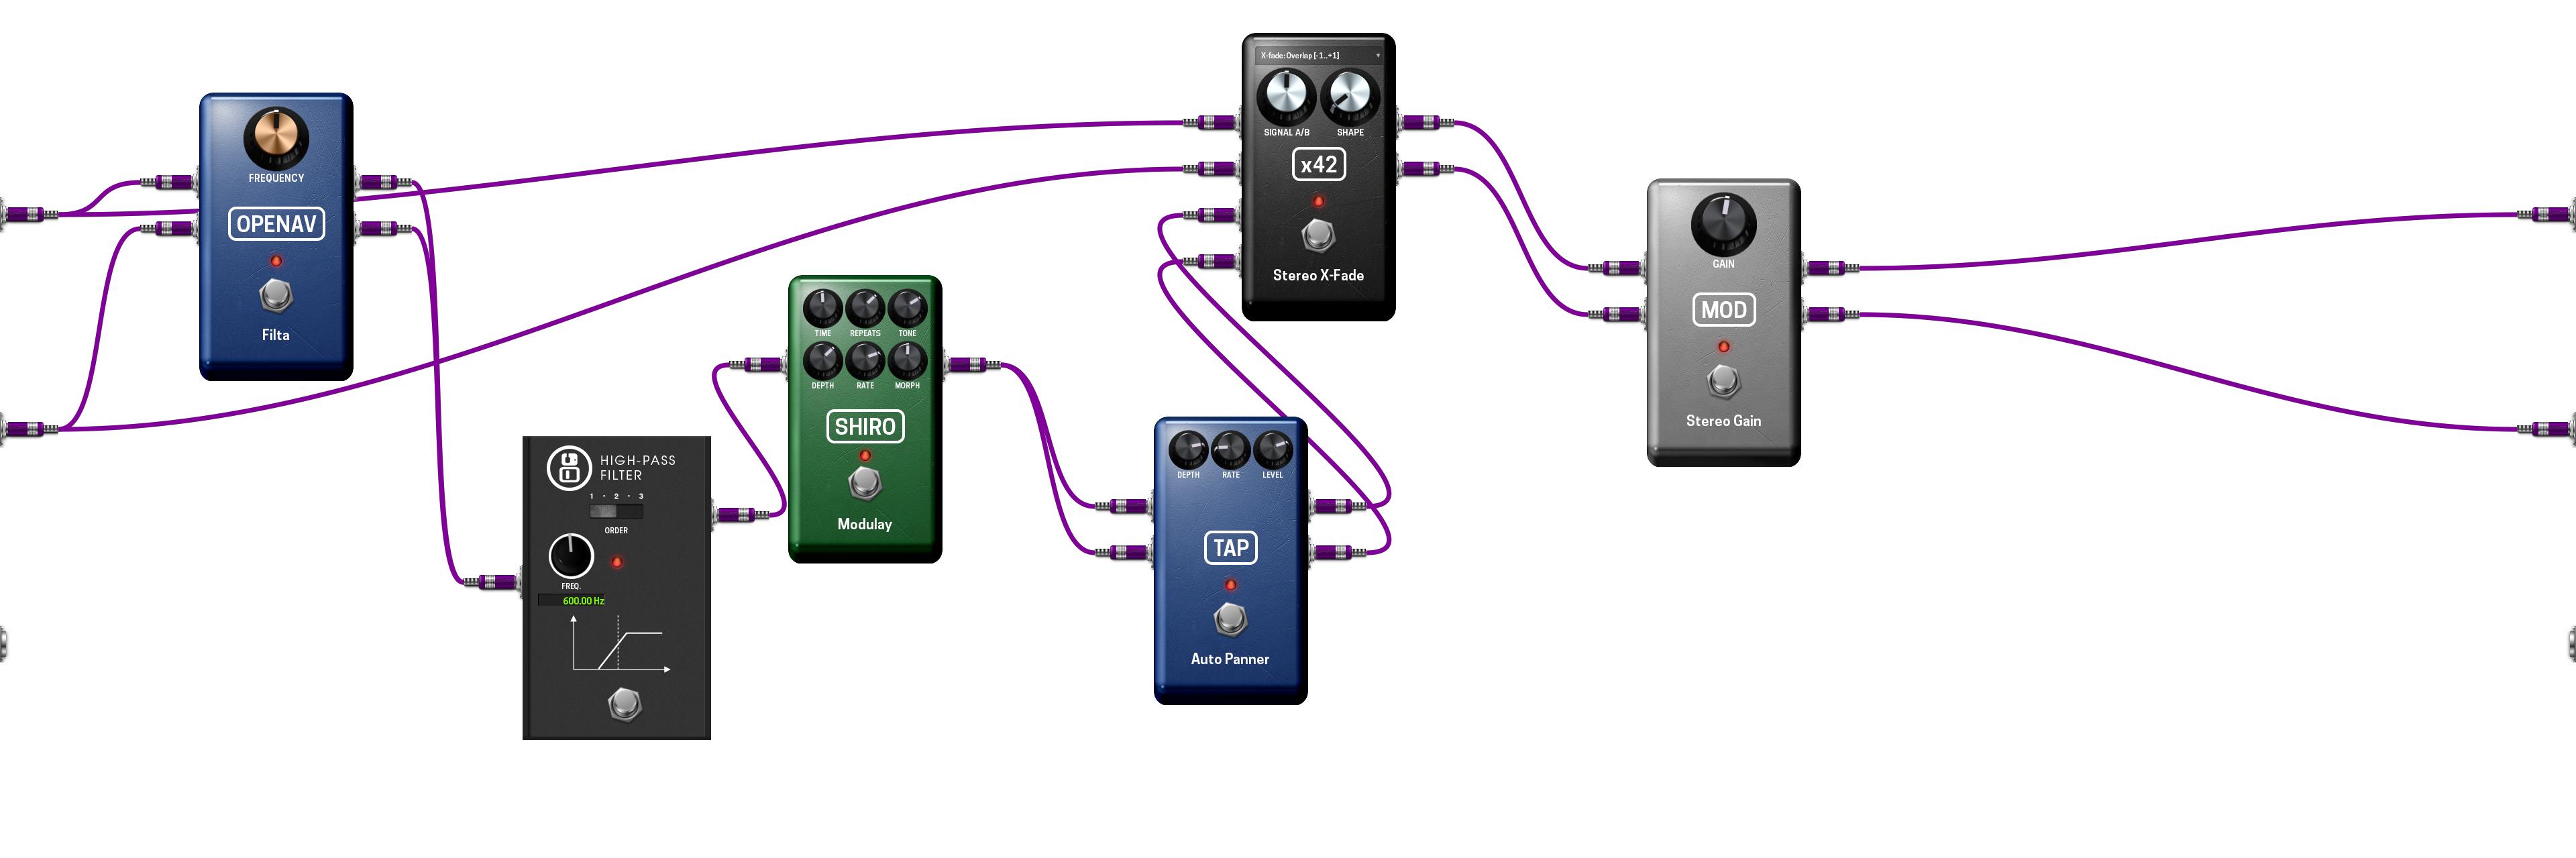 FREQUENCY
OPENAV
Filta
HIGH-PASS
FILTER
1 · 2 · 3
ORDER
FREQ.
600.00 Hz
TIME REPEATS TONE
DEPTH RATE MORPH
SHIRO
Modulay
X-fade: Overlap [-1..+1]
SIGNAL A/B SHAPE
x42
Stereo X-Fade
DEPTH RATE LEVEL
TAP
Auto Panner
GAIN
MOD
Stereo Gain